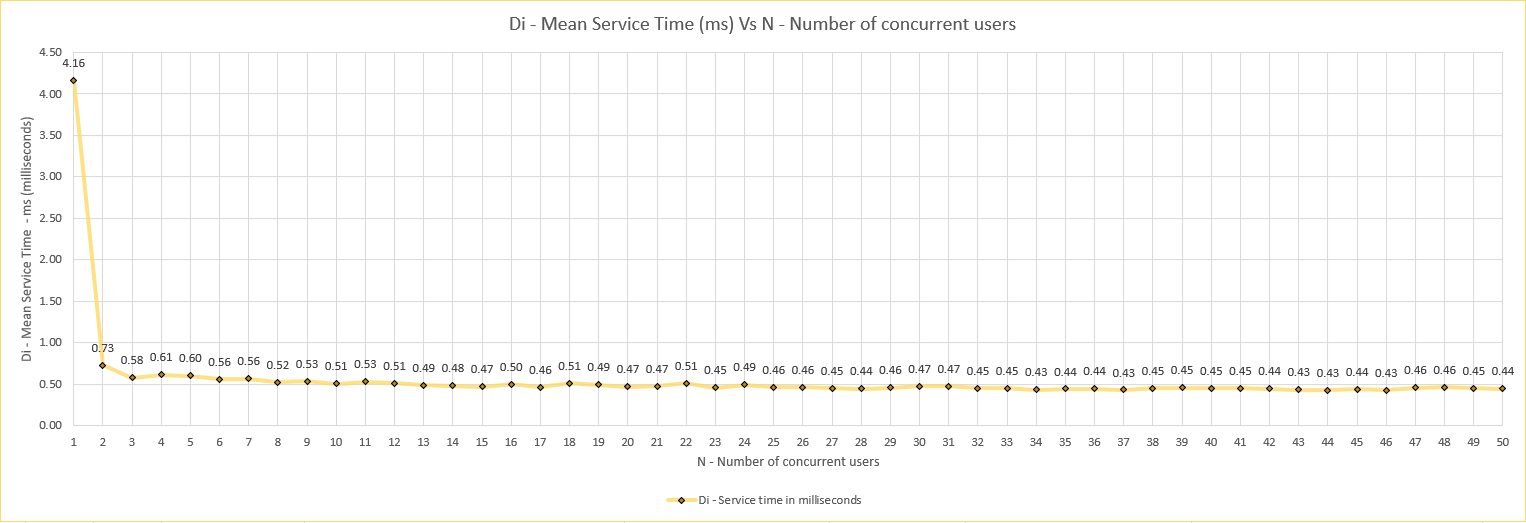 Di - Mean Service Time (ms) Vs N - Number of concurrent users
4.50
4.16
4.00
3.50
3.00
2.50
2.00
1.50
1.00
0.50
0.00
Di - Mean Service Time - ms (milliseconds)
0.73 0.58 0.61 0.60 0.56 0.56 0.52 0.53 0.51 0.53 0.51 0.49 0.48 0.47 0.50 0.46 0.51 0.49 0.47 0.47 0.51 0.45 0.49 0.46 0.46 0.45 0.44 0.46 0.47 0.47 0.45 0.45 0.43 0.44 0.44 0.43 0.45 0.45 0.45 0.45 0.44 0.43 0.43 0.44 0.43 0.46 0.46 0.45 0.44
1 2 3 4 5 6 7 8 9 10 11 12 13 14 15 16 17 18 19 20 21 22 23 24 25 26 27 28 29 30 31 32 33 34 35 36 37 38 39 40 41 42 43 44 45 46 47 48 49 50
N - Number of concurrent users
Di - Service time in milliseconds